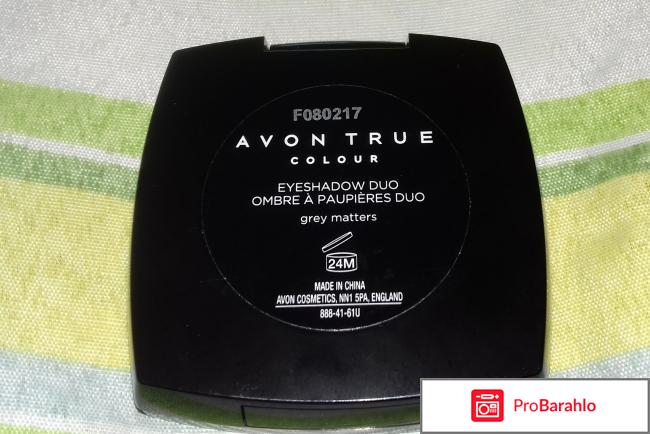 F080217
AVON TRUE
COLOUR
EYESHADOW DUO
OMBRE À PAUPIÈRES DUO
grey matters
24M
MADE IN CHINA
AVON COSMETICS, NN1 5PA, ENGLAND
888-41-61U
ProBarahlo